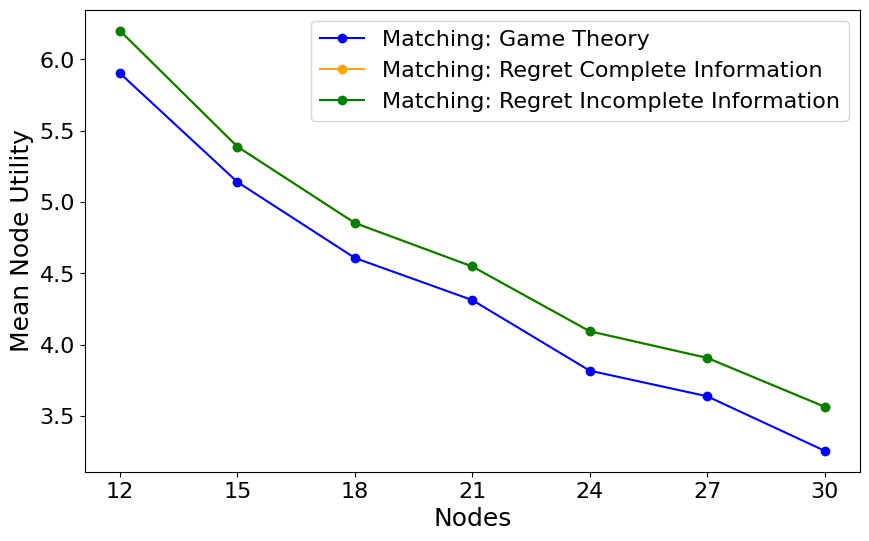 Matching: Game Theory
Matching: Regret Complete Information
Matching: Regret Incomplete Information
6.0
5.5
5.0
4.5
4.0
3.5
Mean Node Utility
12 15 18 21 24 27 30
Nodes